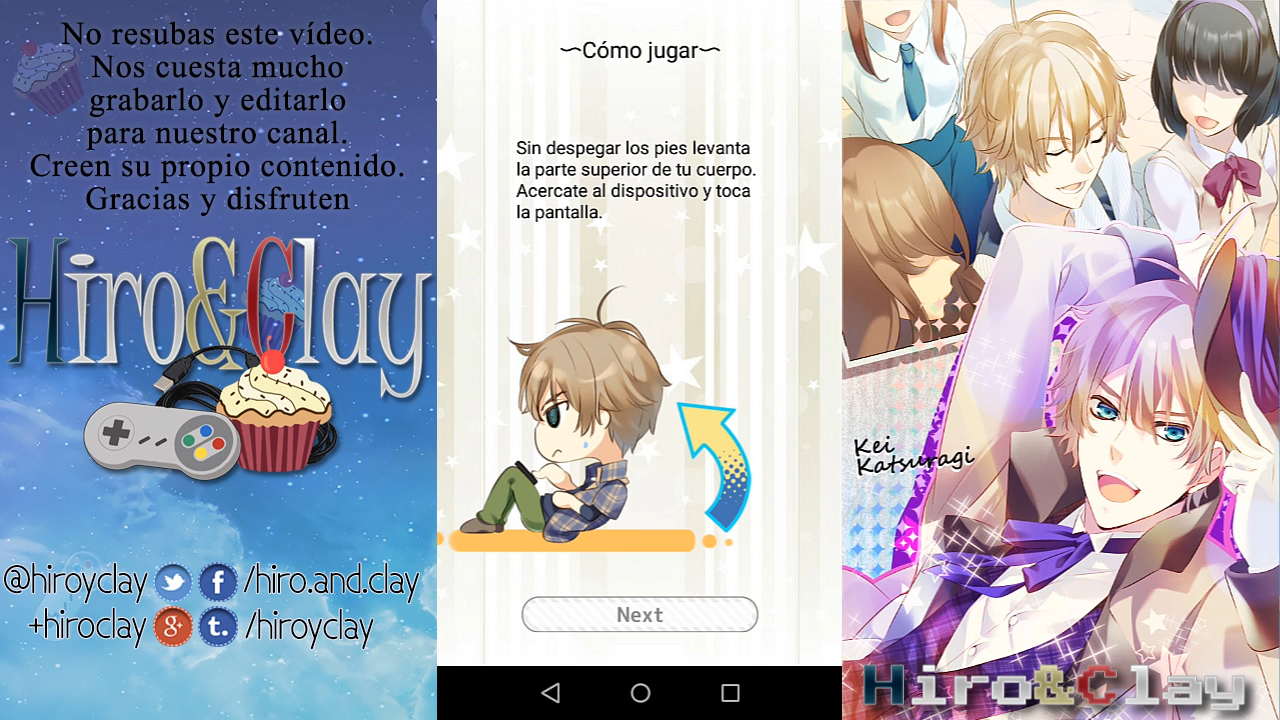 No resubas este vídeo.
Nos cuesta mucho
grabarlo y editarlo
para nuestro canal.
Creen su propio contenido.
Gracias y disfruten
Hiro&Clay
@hiroyclay f /hiro.and.clay
+hiroclay g+ t. /hiroyclay
~Cómo jugar~
Sin despegar los pies levanta
la parte superior de tu cuerpo.
Acercate al dispositivo y toca
la pantalla.
Next
Kei
Katsuragi
Hiro&Clay